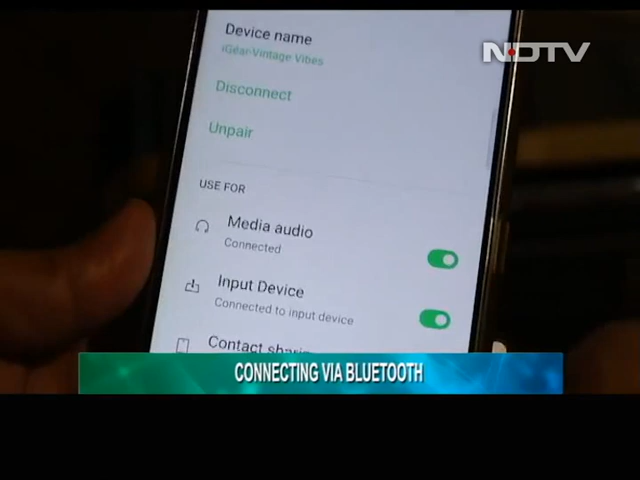 NDTV
Device name
iGear-Vintage Vibes
Disconnect
Unpair
USE FOR
Media audio
Connected
Input Device
Connected to input device
Contact
CONNECTING VIA BLUETOOTH